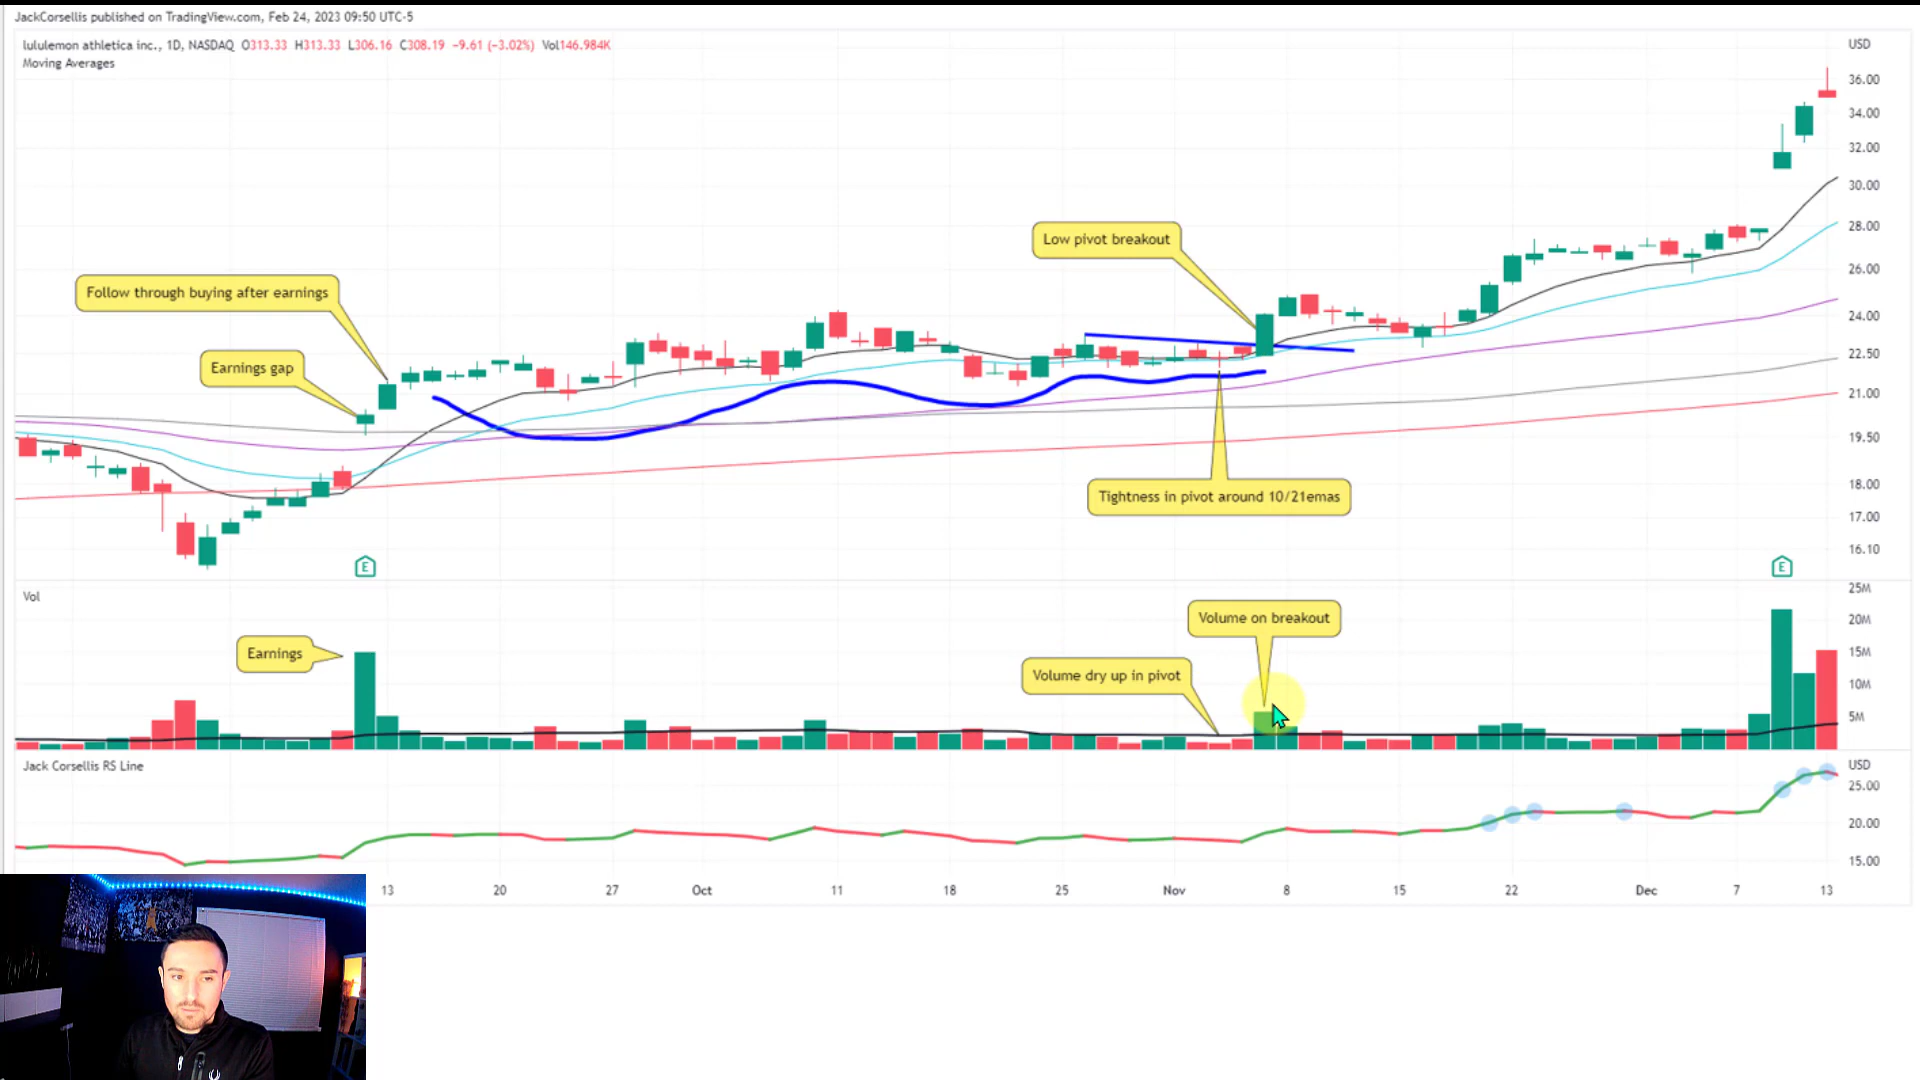 JackCorsellis published on TradingView.com, Feb 24, 2023 09:50 UTC-5
lululemon athletica inc., 1D, NASDAQ O313.33 H313.33 L306.16 C308.19 −9.61 (−3.02%) Vol146.984K
Moving Averages
USD
36.00
34.00
32.00
30.00
28.00
26.00
24.00
22.50
21.00
19.50
18.00
17.00
16.10
Low pivot breakout
Follow through buying after earnings
Earnings gap
Tightness in pivot around 10/21emas
E
E
Vol
25M
20M
15M
10M
5M
Volume on breakout
Earnings
Volume dry up in pivot
Jack Corsellis RS Line
USD
25.00
20.00
15.00
13 20 27 Oct 11 18 25 Nov 8 15 22 Dec 7 13